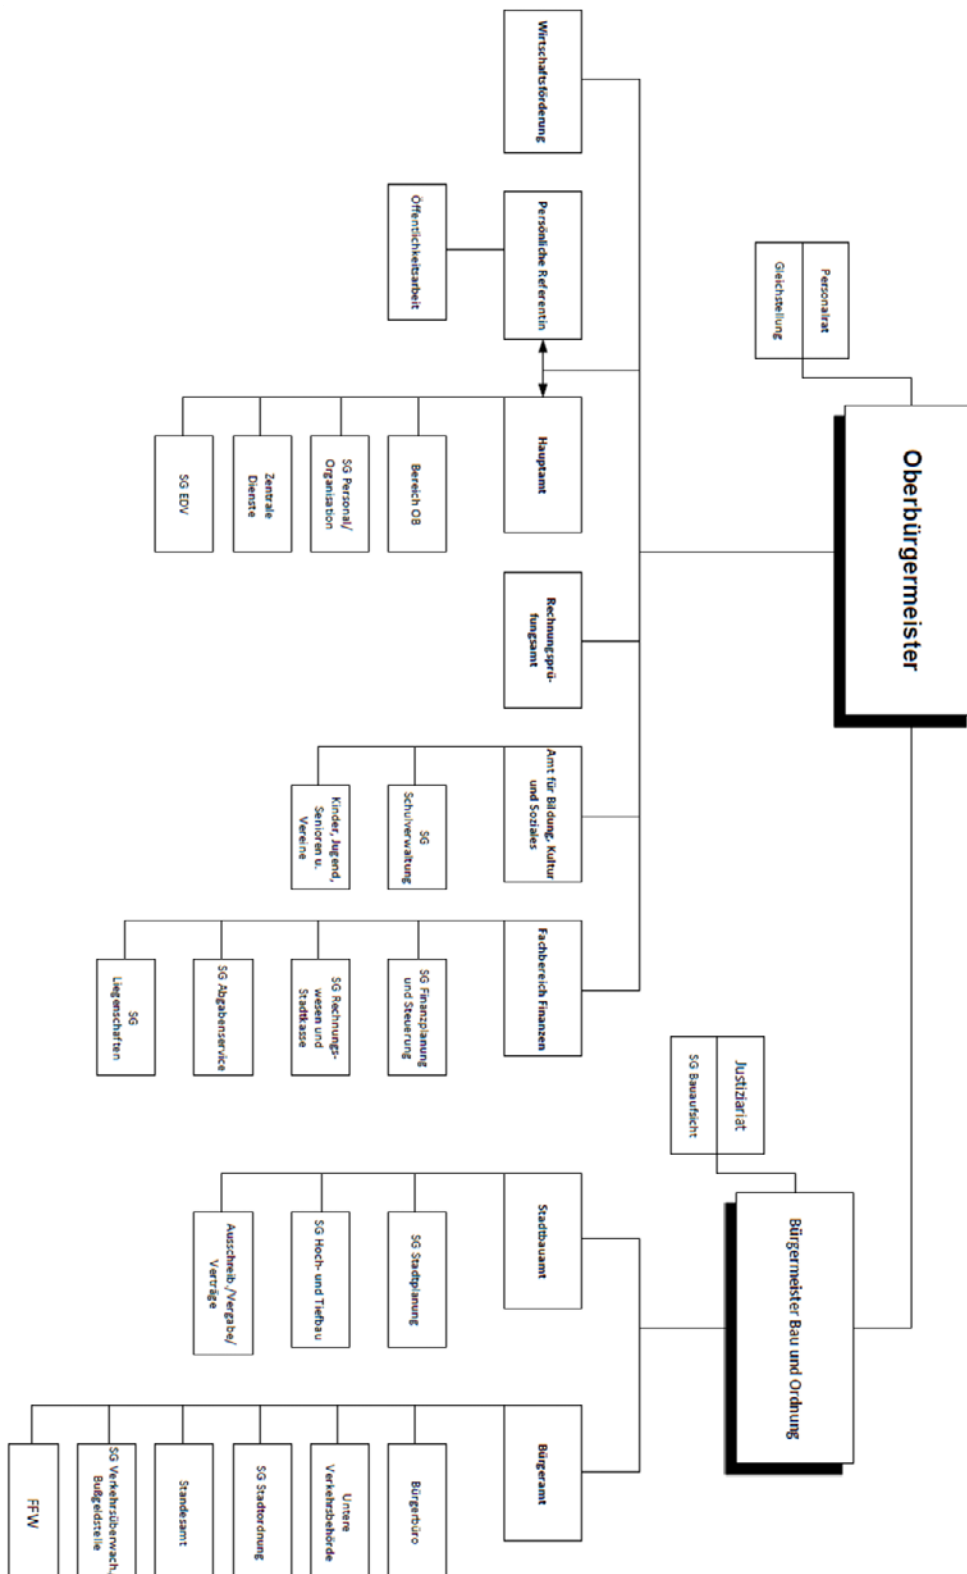 Oberbürgermeister
Personalrat
Gleichstellung
Bürgermeister Bau und Ordnung
Justiziariat
SG Bauaufsicht
Wirtschaftsförderung
Persönliche Referentin
Öffentlichkeitsarbeit
Hauptamt
Bereich OB
SG Personal/
Organisation
Zentrale
Dienste
SG EDV
Rechnungsprü-
fungsamt
Amt für Bildung, Kultur
und Soziales
SG
Schulverwaltung
Kinder, Jugend,
Senioren u.
Vereine
Fachbereich Finanzen
SG Finanzplanung
und Steuerung
SG Rechnungs-
wesen und
Stadtkasse
SG Abgabenservice
SG
Liegenschaften
Stadtbauamt
SG Stadtplanung
SG Hoch- und Tiefbau
Ausschreib./Vergabe/
Verträge
Bürgeramt
Bürgerbüro
Untere
Verkehrsbehörde
SG Stadtordnung
Standesamt
SG Verkehrsüberwach.,
Bußgeldstelle
FFW